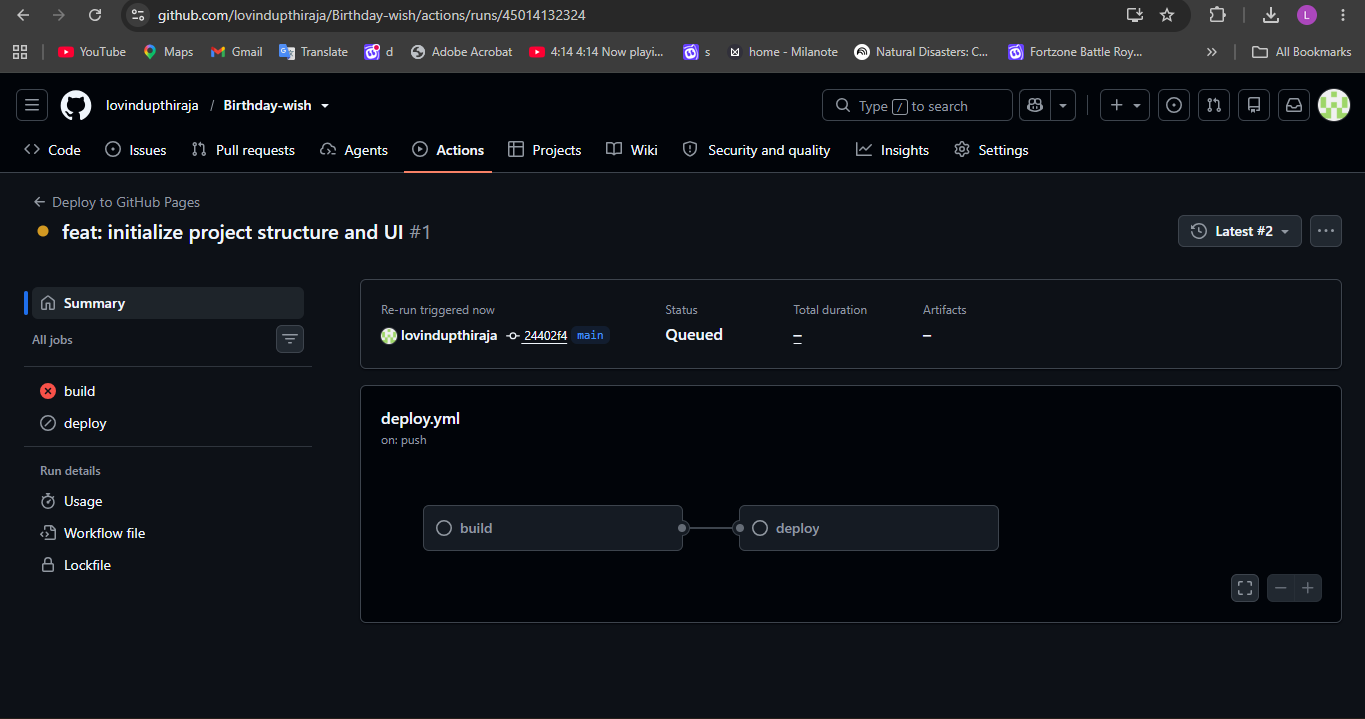 github.com/lovindupthiraja/Birthday-wish/actions/runs/45014132324
L
YouTube Maps Gmail Translate d Adobe Acrobat 4:14 4:14 Now playi... s home - Milanote Natural Disasters: C... Fortzone Battle Roy... » All Bookmarks
lovindupthiraja / Birthday-wish
Type / to search
Code Issues Pull requests Agents Actions Projects Wiki Security and quality Insights Settings
← Deploy to GitHub Pages
feat: initialize project structure and UI #1
Latest #2
Summary
All jobs
build
deploy
Run details
Usage
Workflow file
Lockfile
Re-run triggered now Status Total duration Artifacts
lovindupthiraja 24402f4 main Queued – –
deploy.yml
on: push
build deploy